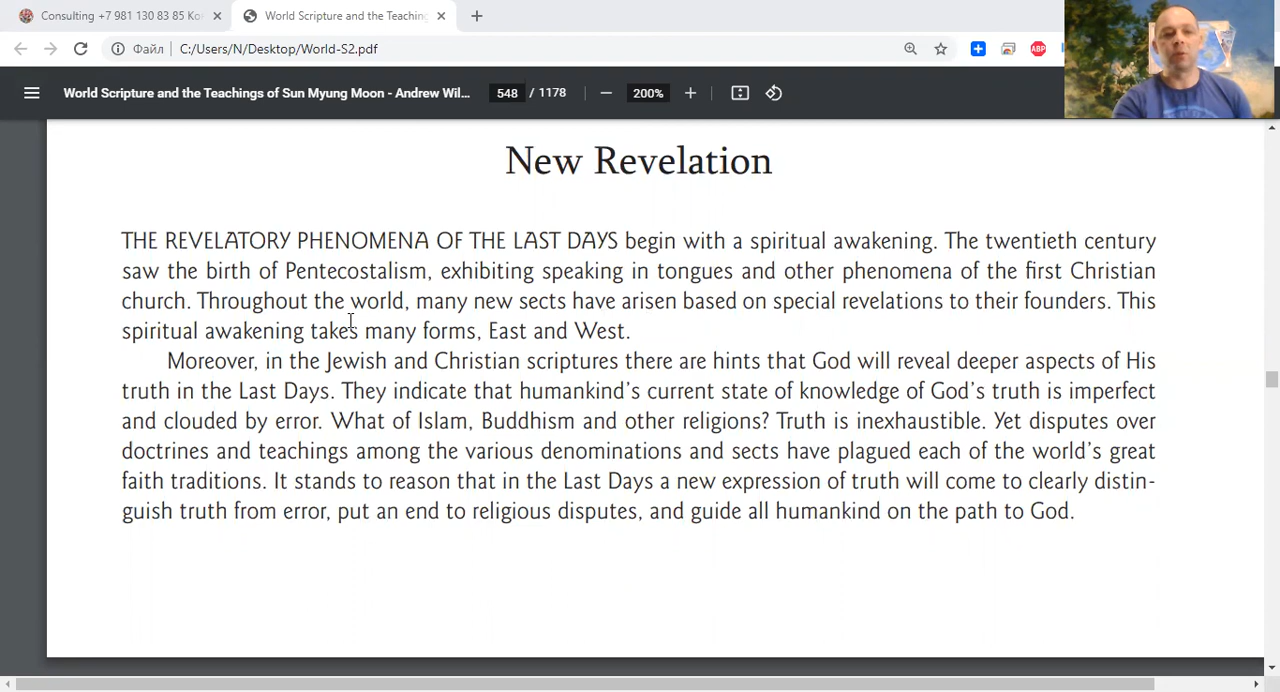 Consulting +7 981 130 83 85 Кон
World Scripture and the Teaching
Файл
C:/Users/N/Desktop/World-S2.pdf
ABP
World Scripture and the Teachings of Sun Myung Moon - Andrew Wil...
548 / 1178
200%
New Revelation
THE REVELATORY PHENOMENA OF THE LAST DAYS begin with a spiritual awakening. The twentieth century
saw the birth of Pentecostalism, exhibiting speaking in tongues and other phenomena of the first Christian
church. Throughout the world, many new sects have arisen based on special revelations to their founders. This
spiritual awakening takes many forms, East and West.
Moreover, in the Jewish and Christian scriptures there are hints that God will reveal deeper aspects of His
truth in the Last Days. They indicate that humankind's current state of knowledge of God's truth is imperfect
and clouded by error. What of Islam, Buddhism and other religions? Truth is inexhaustible. Yet disputes over
doctrines and teachings among the various denominations and sects have plagued each of the world's great
faith traditions. It stands to reason that in the Last Days a new expression of truth will come to clearly distin-
guish truth from error, put an end to religious disputes, and guide all humankind on the path to God.